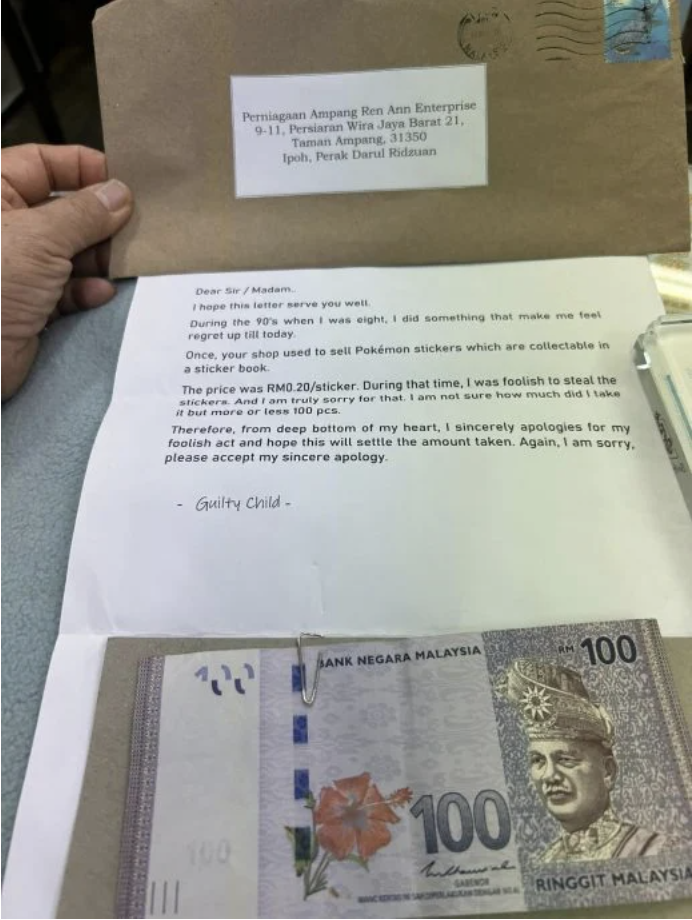 Perniagaan Ampang Ren Ann Enterprise
9-11, Persiaran Wira Jaya Barat 21,
Taman Ampang, 31350
Ipoh, Perak Darul Ridzuan
Dear Sir / Madam..
I hope this letter serve you well.
During the 90's when I was eight, I did something that make me feel
regret up till today.
Once, your shop used to sell Pokémon stickers which are collectable in
a sticker book.
The price was RM0.20/sticker. During that time, I was foolish to steal the
stickers. And I am truly sorry for that. I am not sure how much did I take
it but more or less 100 pcs.
Therefore, from deep bottom of my heart, I sincerely apologies for my
foolish act and hope this will settle the amount taken. Again, I am sorry,
please accept my sincere apology.
- Guilty Child -
BANK NEGARA MALAYSIA
RM 100
100
100
GABENOR
RINGGIT MALAYSIA